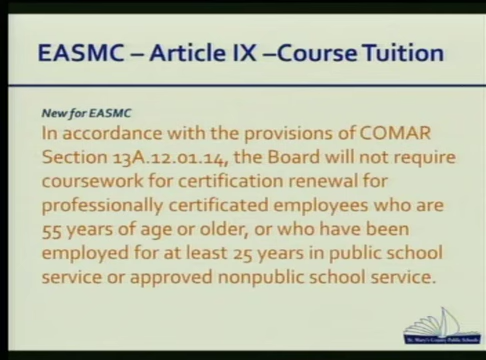 EASMC – Article IX –Course Tuition
New for EASMC
In accordance with the provisions of COMAR
Section 13A.12.01.14, the Board will not require
coursework for certification renewal for
professionally certificated employees who are
55 years of age or older, or who have been
employed for at least 25 years in public school
service or approved nonpublic school service.
St. Mary's County Public Schools